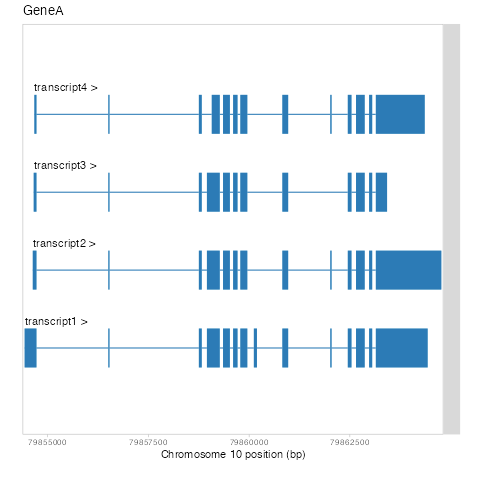 GeneA
transcript4 >
transcript3 >
transcript2 >
transcript1 >
79855000 79857500 79860000 79862500
Chromosome 10 position (bp)